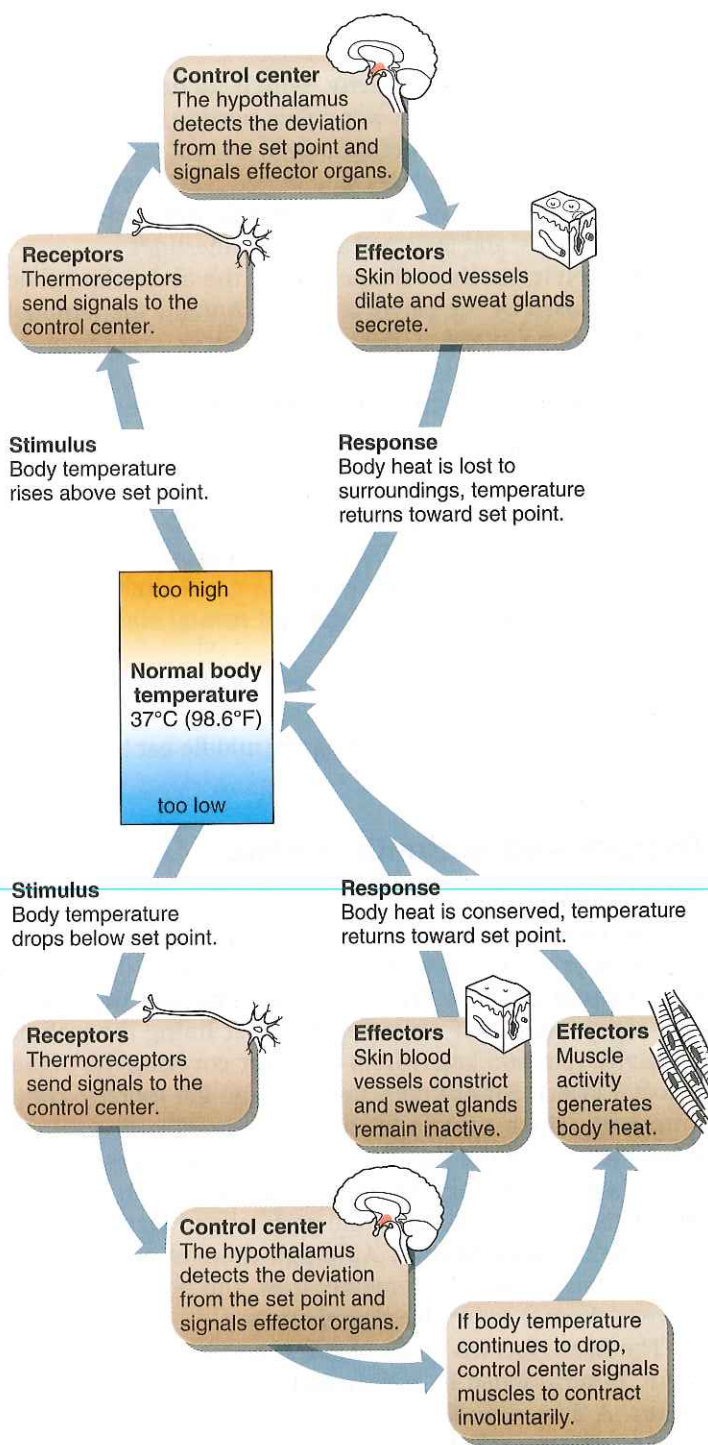 Control center
The hypothalamus
detects the deviation
from the set point and
signals effector organs.
Receptors
Thermoreceptors
send signals to the
control center.
Effectors
Skin blood vessels
dilate and sweat glands
secrete.
Stimulus
Body temperature
rises above set point.
Response
Body heat is lost to
surroundings, temperature
returns toward set point.
too high
Normal body
temperature
37°C (98.6°F)
too low
Stimulus
Body temperature
drops below set point.
Response
Body heat is conserved, temperature
returns toward set point.
Receptors
Thermoreceptors
send signals to the
control center.
Effectors
Skin blood
vessels constrict
and sweat glands
remain inactive.
Effectors
Muscle
activity
generates
body heat.
Control center
The hypothalamus
detects the deviation
from the set point and
signals effector organs.
If body temperature
continues to drop,
control center signals
muscles to contract
involuntarily.